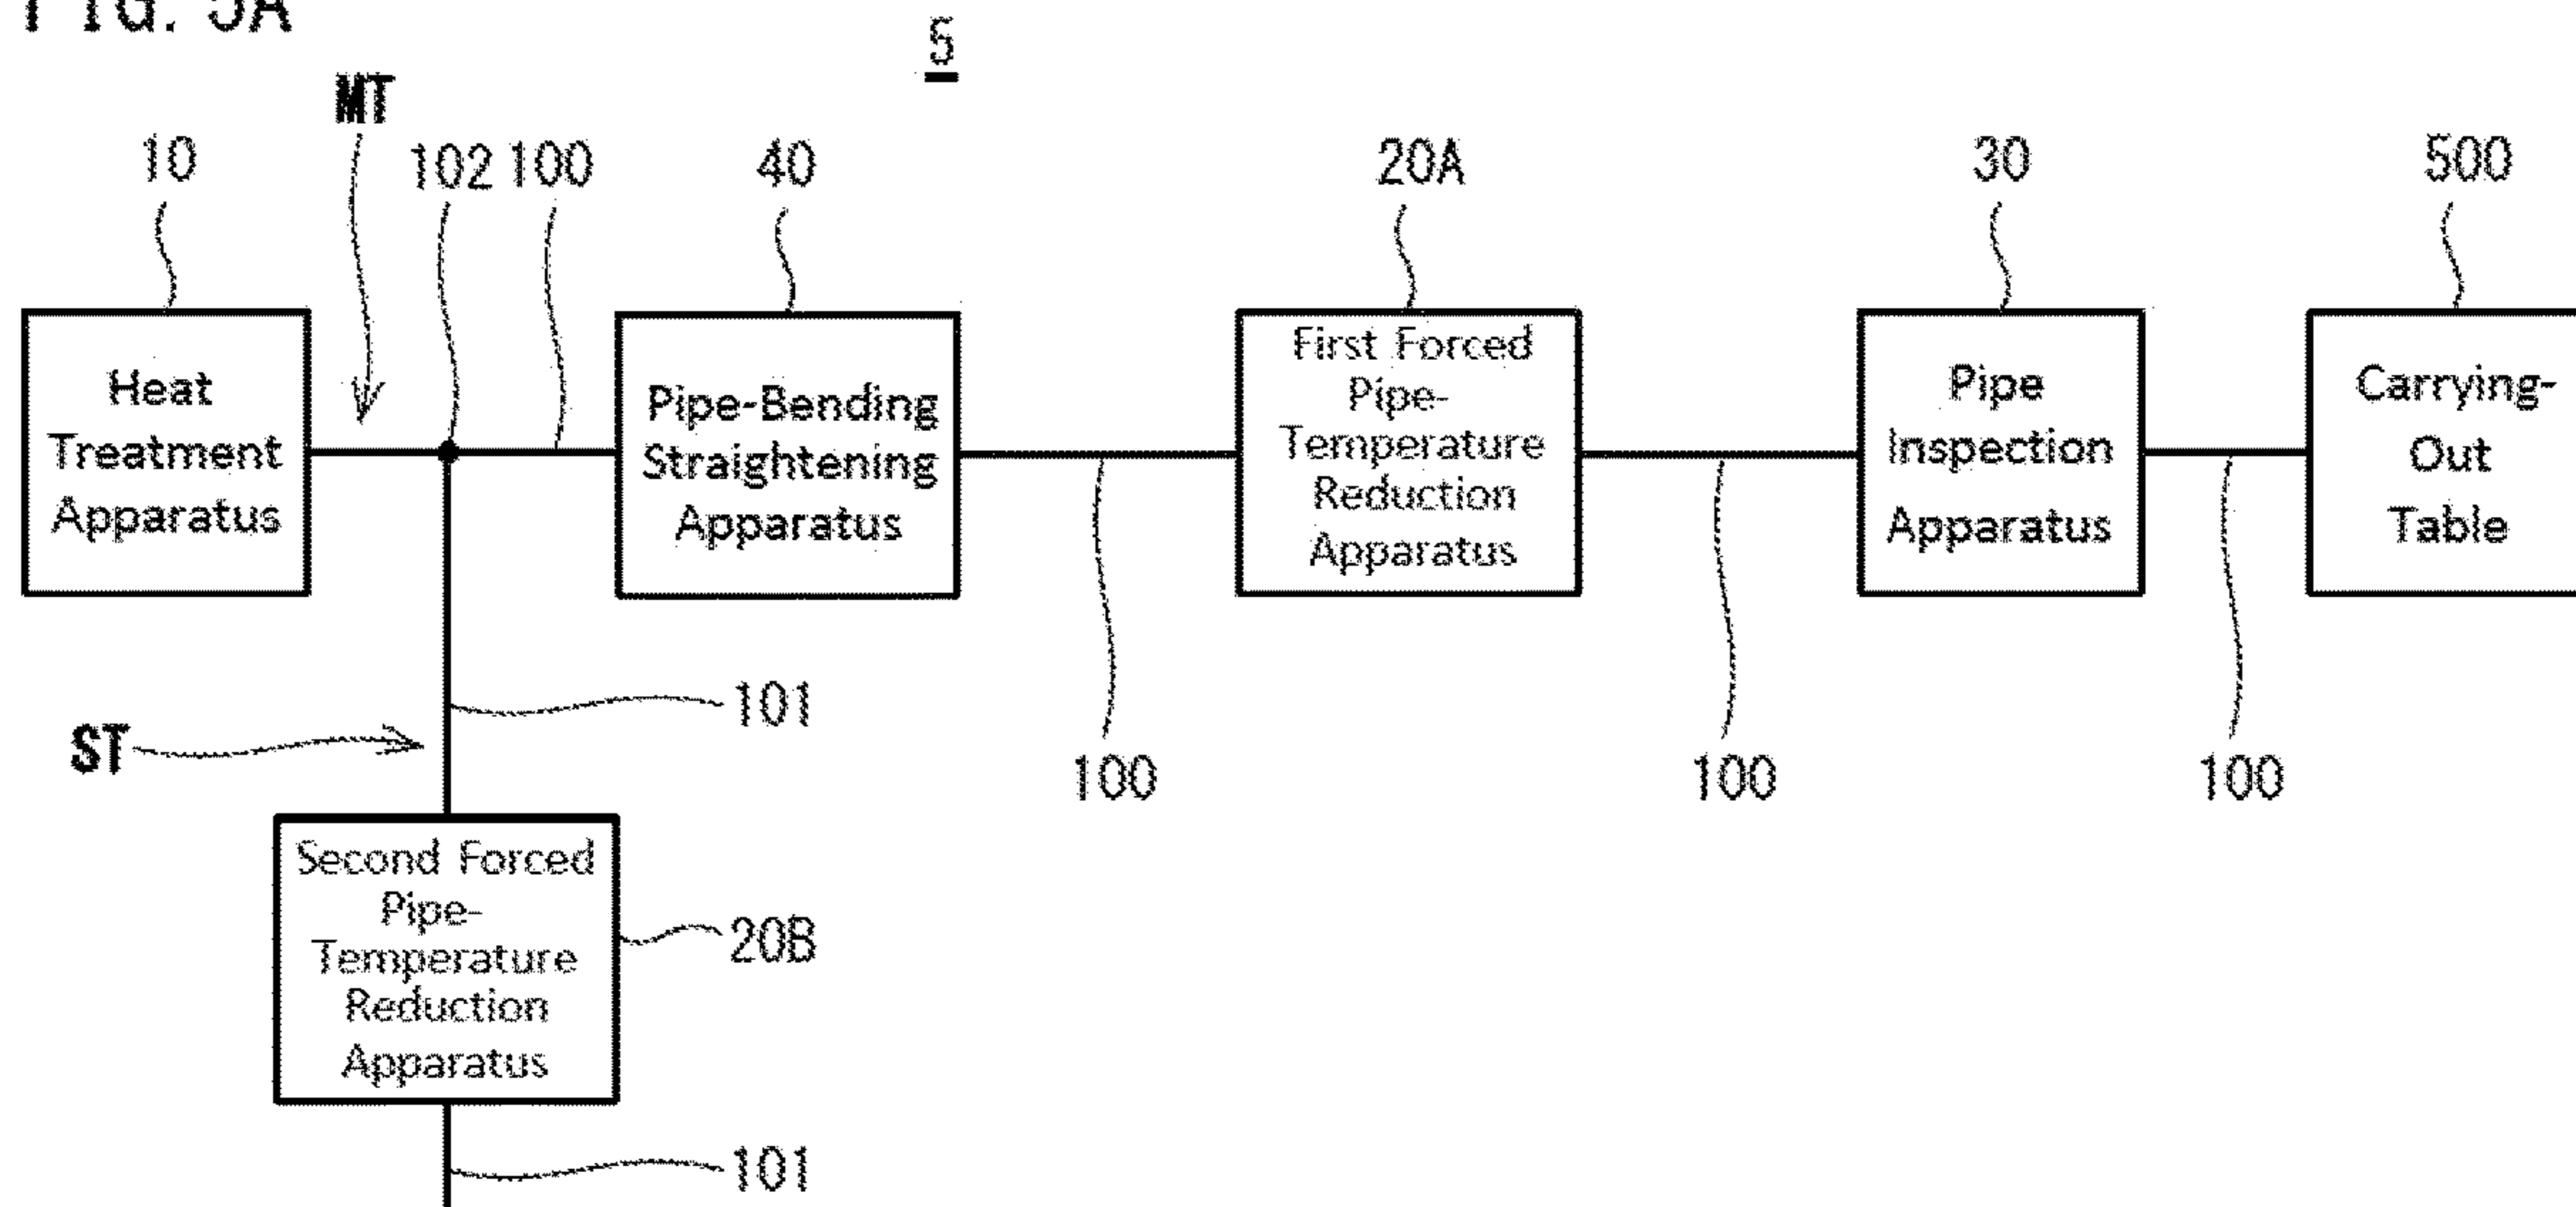 FIG. 5A
5
MT
10
102
100
40
20A
30
500
Heat
Treatment
Apparatus
Pipe-Bending
Straightening
Apparatus
First Forced
Pipe-
Temperature
Reduction
Apparatus
Pipe
Inspection
Apparatus
Carrying-
Out
Table
101
ST
100
100
100
Second Forced
Pipe-
Temperature
Reduction
Apparatus
20B
101